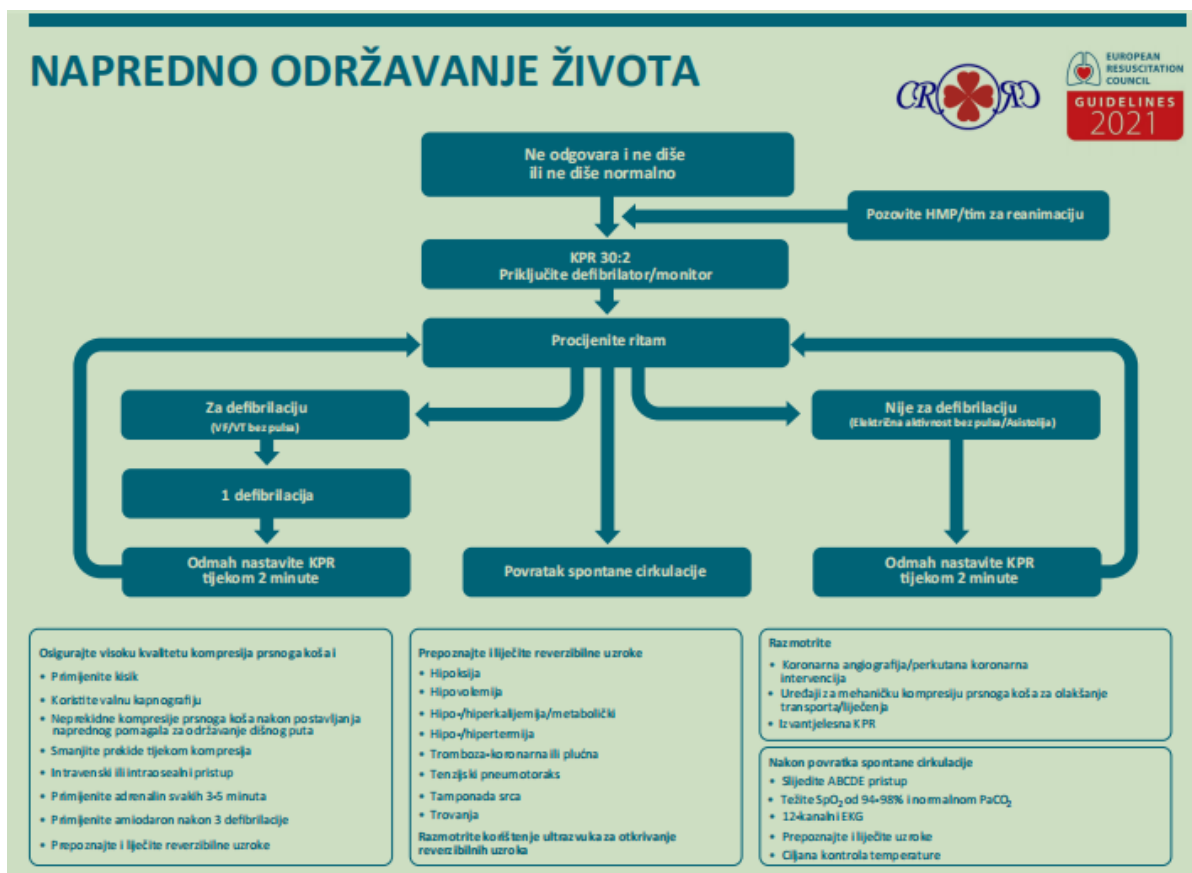 NAPREDNO ODRŽAVANJE ŽIVOTA
CR
EUROPEAN
RESUSCITATION
COUNCIL
GUIDELINES
2021
Ne odgovara i ne diše
ili ne diše normalno
Pozovite HMP/tim za reanimaciju
KPR 30:2
Priključite defibrilator/monitor
Procijenite ritam
Za defibrilaciju
(VF/VT bez pulsa)
Nije za defibrilaciju
(Električna aktivnost bez pulsa/Asistolija)
1 defibrilacija
Odmah nastavite KPR
tijekom 2 minute
Povratak spontane cirkulacije
Odmah nastavite KPR
tijekom 2 minute
Osigurajte visoku kvalitetu kompresija prsnoga koša i
• Primijenite kisik
• Koristite valnu kapnografiju
• Neprekidne kompresije prsnoga koša nakon postavljanja
naprednog pomagala za održavanje dišnog puta
• Smanjite prekide tijekom kompresija
• Intravenski ili intraosealni pristup
• Primijenite adrenalin svakih 3-5 minuta
• Primijenite amiodaron nakon 3 defibrilacije
• Prepoznajte i liječite reverzibilne uzroke
Prepoznajte i liječite reverzibilne uzroke
• Hipoksija
• Hipovolemija
• Hipo-/hiperkalijemija/metabolički
• Hipo-/hipertermija
• Tromboza-koronarna ili plućna
• Tenzijski pneumotoraks
• Tamponada srca
• Trovanja
Razmotrite korištenje ultrazvuka za otkrivanje
reverzibilnih uzroka
Razmotrite
• Koronarna angiografija/perkutana koronarna
intervencija
• Uređaji za mehaničku kompresiju prsnoga koša za olakšanje
transporta/liječenja
• Izvantjelesna KPR
Nakon povratka spontane cirkulacije
• Slijedite ABCDE pristup
• Težite SpO₂ od 94-98% i normalnom PaCO₂
• 12-kanalni EKG
• Prepoznajte i liječite uzroke
• Ciljana kontrola temperature